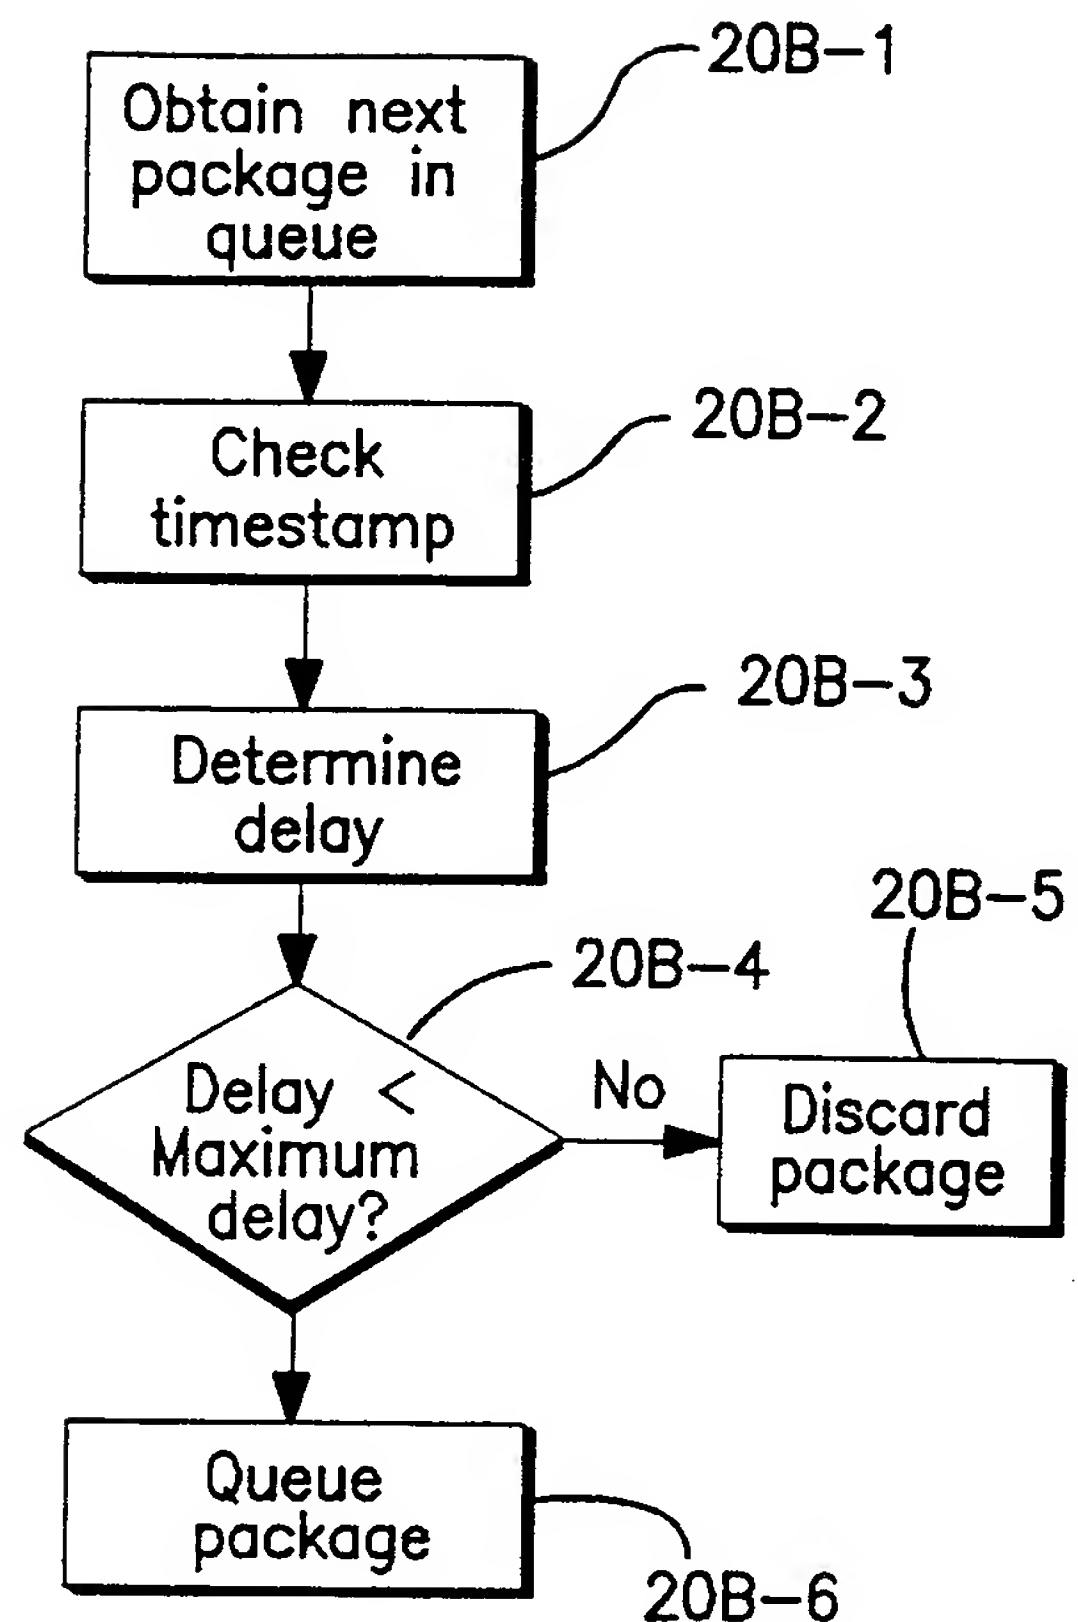 20B-1
Obtain next
package in
queue
20B-2
Check
timestamp
20B-3
Determine
delay
20B-4
20B-5
Delay <
Maximum
delay?
No
Discard
package
Queue
package
20B-6